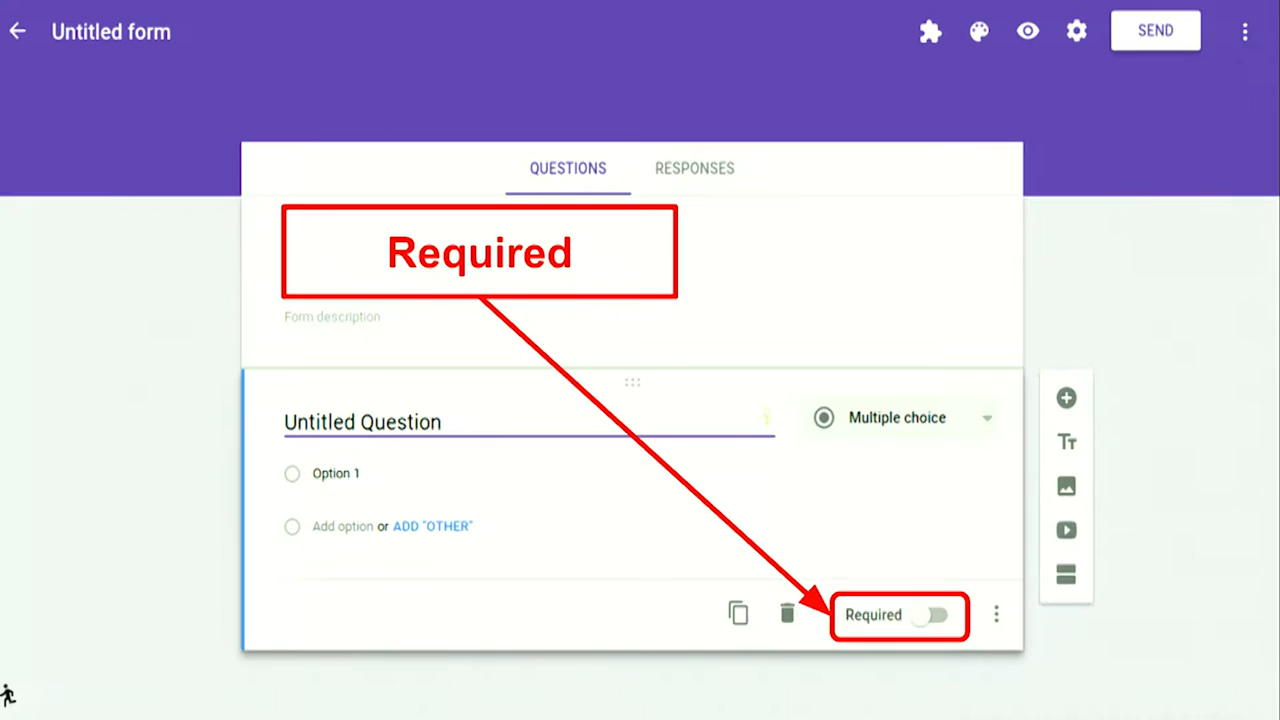 Untitled form
SEND
QUESTIONS
RESPONSES
Required
Form description
Untitled Question
Multiple choice
Option 1
Add option or ADD "OTHER"
Required